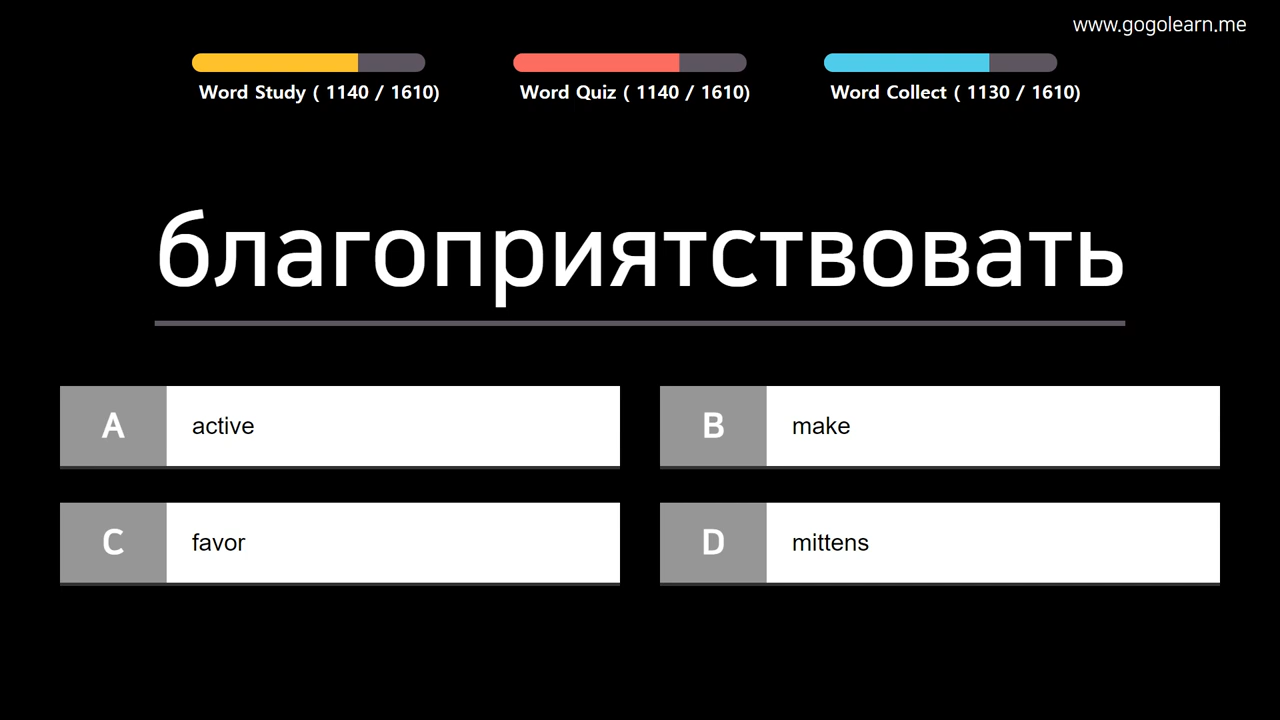 www.gogolearn.me
Word Study ( 1140 / 1610)
Word Quiz ( 1140 / 1610)
Word Collect ( 1130 / 1610)
благоприятствовать
A active
B make
C favor
D mittens